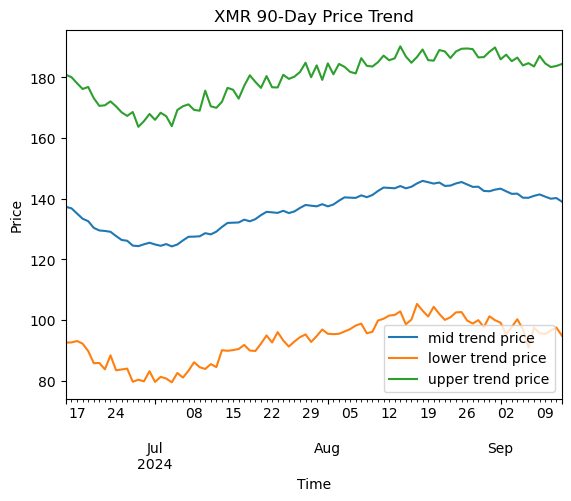 XMR 90-Day Price Trend
Price
180
160
140
120
100
80
mid trend price
lower trend price
upper trend price
17 24 08 15 22 29 05 12 19 26 02 09
Jul Aug Sep
2024
Time